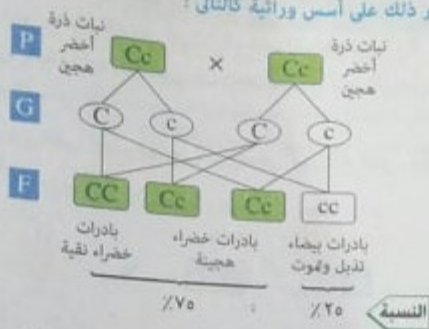 ر ذلك على أسس وراثية كالتالى :
P
نبات ذرة
أخضر
هجين
Cc
×
Cc
نبات ذرة
أخضر
هجين
G
C
c
C
c
F
CC
Cc
Cc
cc
بادرات
خضراء نقية
بادرات خضراء
هجينة
بادرات بيضاء
تذبل وتموت
٪٧٥
:
٪٢٥
النسبة